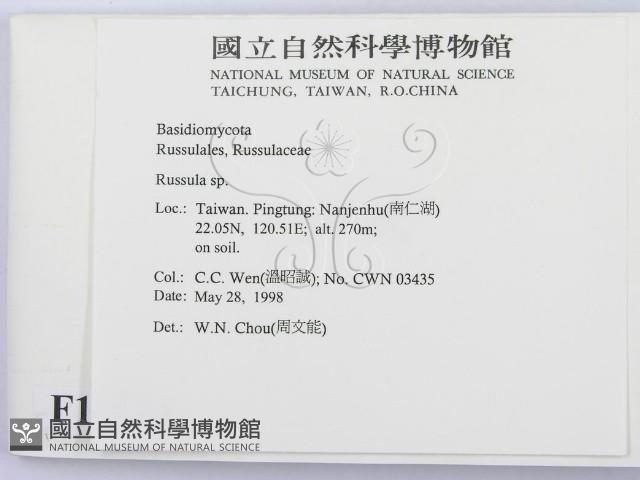 國立自然科學博物館
NATIONAL MUSEUM OF NATURAL SCIENCE
TAICHUNG, TAIWAN, R.O.CHINA
Basidiomycota
Russulales, Russulaceae
Russula sp.
Loc.: Taiwan. Pingtung: Nanjenhu(南仁湖)
22.05N, 120.51E; alt. 270m;
on soil.
Col.: C.C. Wen(溫昭誠); No. CWN 03435
Date: May 28, 1998
Det.: W.N. Chou(周文能)
F1
國立自然科學博物館
NATIONAL MUSEUM OF NATURAL SCIENCE